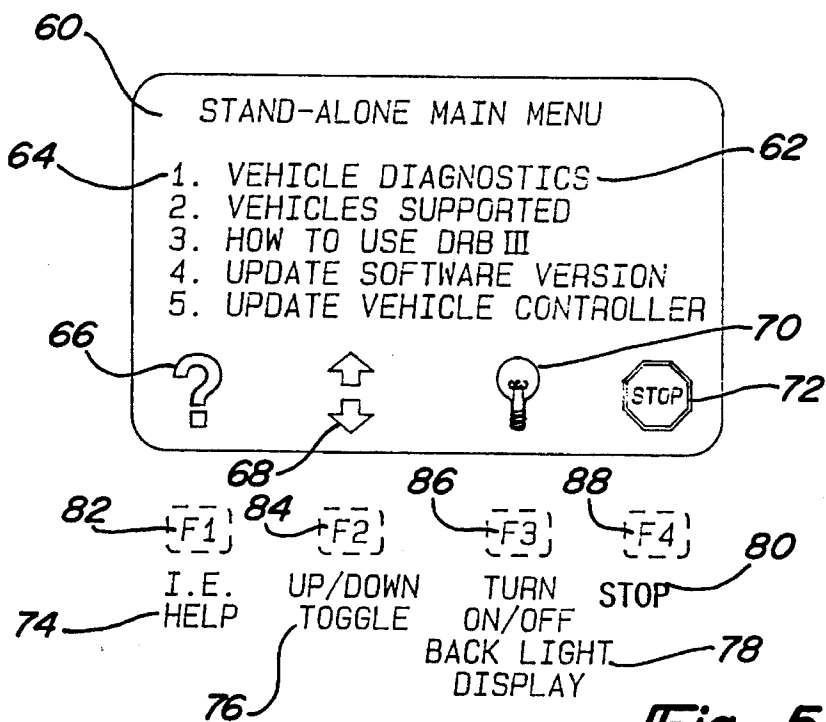 60
STAND-ALONE MAIN MENU
64
62
1. VEHICLE DIAGNOSTICS
2. VEHICLES SUPPORTED
3. HOW TO USE DRB III
4. UPDATE SOFTWARE VERSION
5. UPDATE VEHICLE CONTROLLER
66
?
70
STOP
72
68
82
F1
84
F2
86
F3
88
F4
80
I.E. HELP
74
UP/DOWN TOGGLE
76
TURN ON/OFF BACK LIGHT DISPLAY
78
STOP
Fig. 5